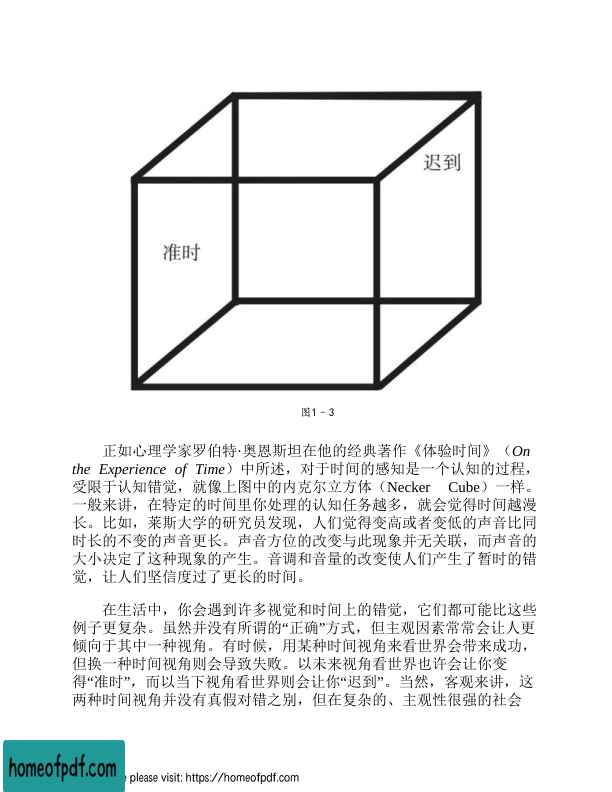 迟到
准时
图1－3
正如心理学家罗伯特·奥恩斯坦在他的经典著作《体验时间》（On
the Experience of Time）中所述，对于时间的感知是一个认知的过程，
受限于认知错觉，就像上图中的内克尔立方体（Necker Cube）一样。
一般来讲，在特定的时间里你处理的认知任务越多，就会觉得时间越漫
长。比如，莱斯大学的研究员发现，人们觉得变高或者变低的声音比同
时长的不变的声音更长。声音方位的改变与此现象并无关联，而声音的
大小决定了这种现象的产生。音调和音量的改变使人们产生了暂时的错
觉，让人们坚信度过了更长的时间。
在生活中，你会遇到许多视觉和时间上的错觉，它们都可能比这些
例子更复杂。虽然并没有所谓的“正确”方式，但主观因素常常会让人更
倾向于其中一种视角。有时候，用某种时间视角来看世界会带来成功，
但换一种时间视角则会导致失败。以未来视角看世界也许会让你变
得“准时”，而以当下视角看世界则会让你“迟到”。当然，客观来讲，这
两种时间视角并没有真假对错之别，但在复杂的、主观性很强的社会
homeofpdf.com
e please visit: https://homeofpdf.com